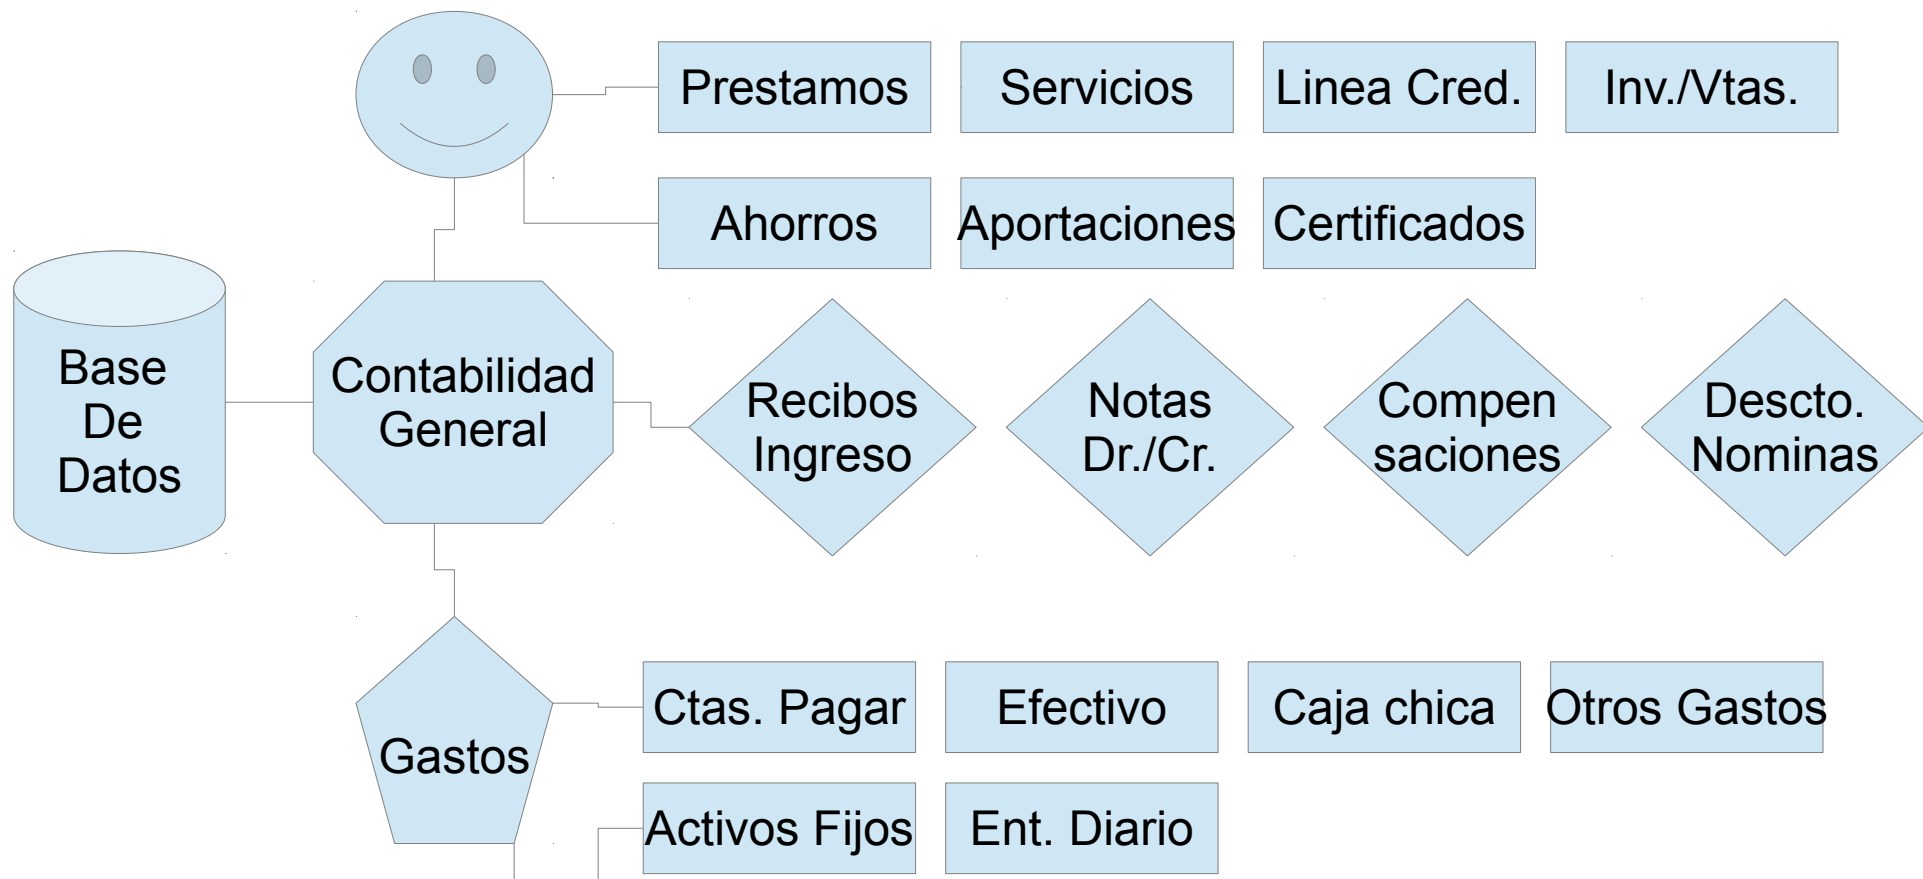 Prestamos
Servicios
Linea Cred.
Inv./Vtas.
Ahorros
Aportaciones
Certificados
Base
De
Datos
Contabilidad
General
Recibos
Ingreso
Notas
Dr./Cr.
Compen
saciones
Descto.
Nominas
Gastos
Ctas. Pagar
Efectivo
Caja chica
Otros Gastos
Activos Fijos
Ent. Diario